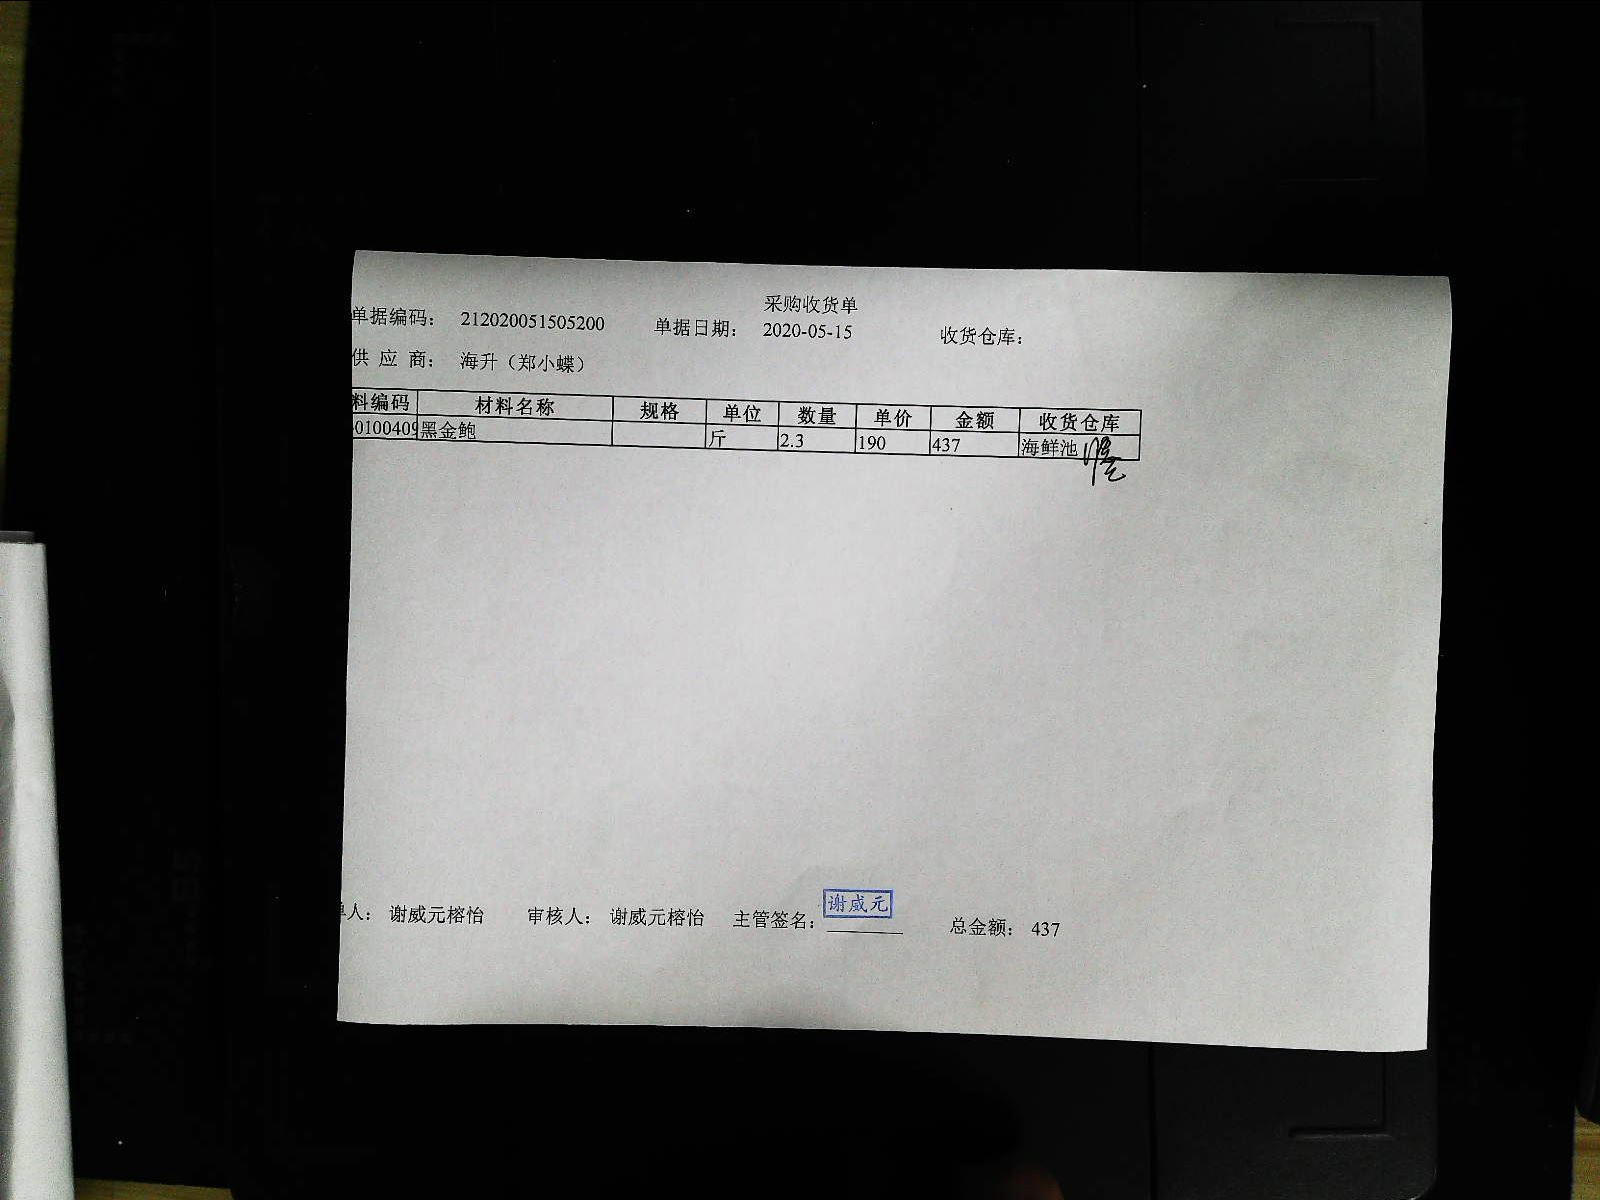 采购收货单
单据编码: 212020051505200 单据日期: 2020-05-15 收货仓库:
供 应 商: 海升（郑小蝶）
料编码 材料名称 规格 单位 数量 单价 金额 收货仓库
0100409 黑金鲍 斤 2.3 190 437 海鲜池
单人: 谢威元榕怡 审核人: 谢威元榕怡 主管签名: 谢威元 总金额: 437